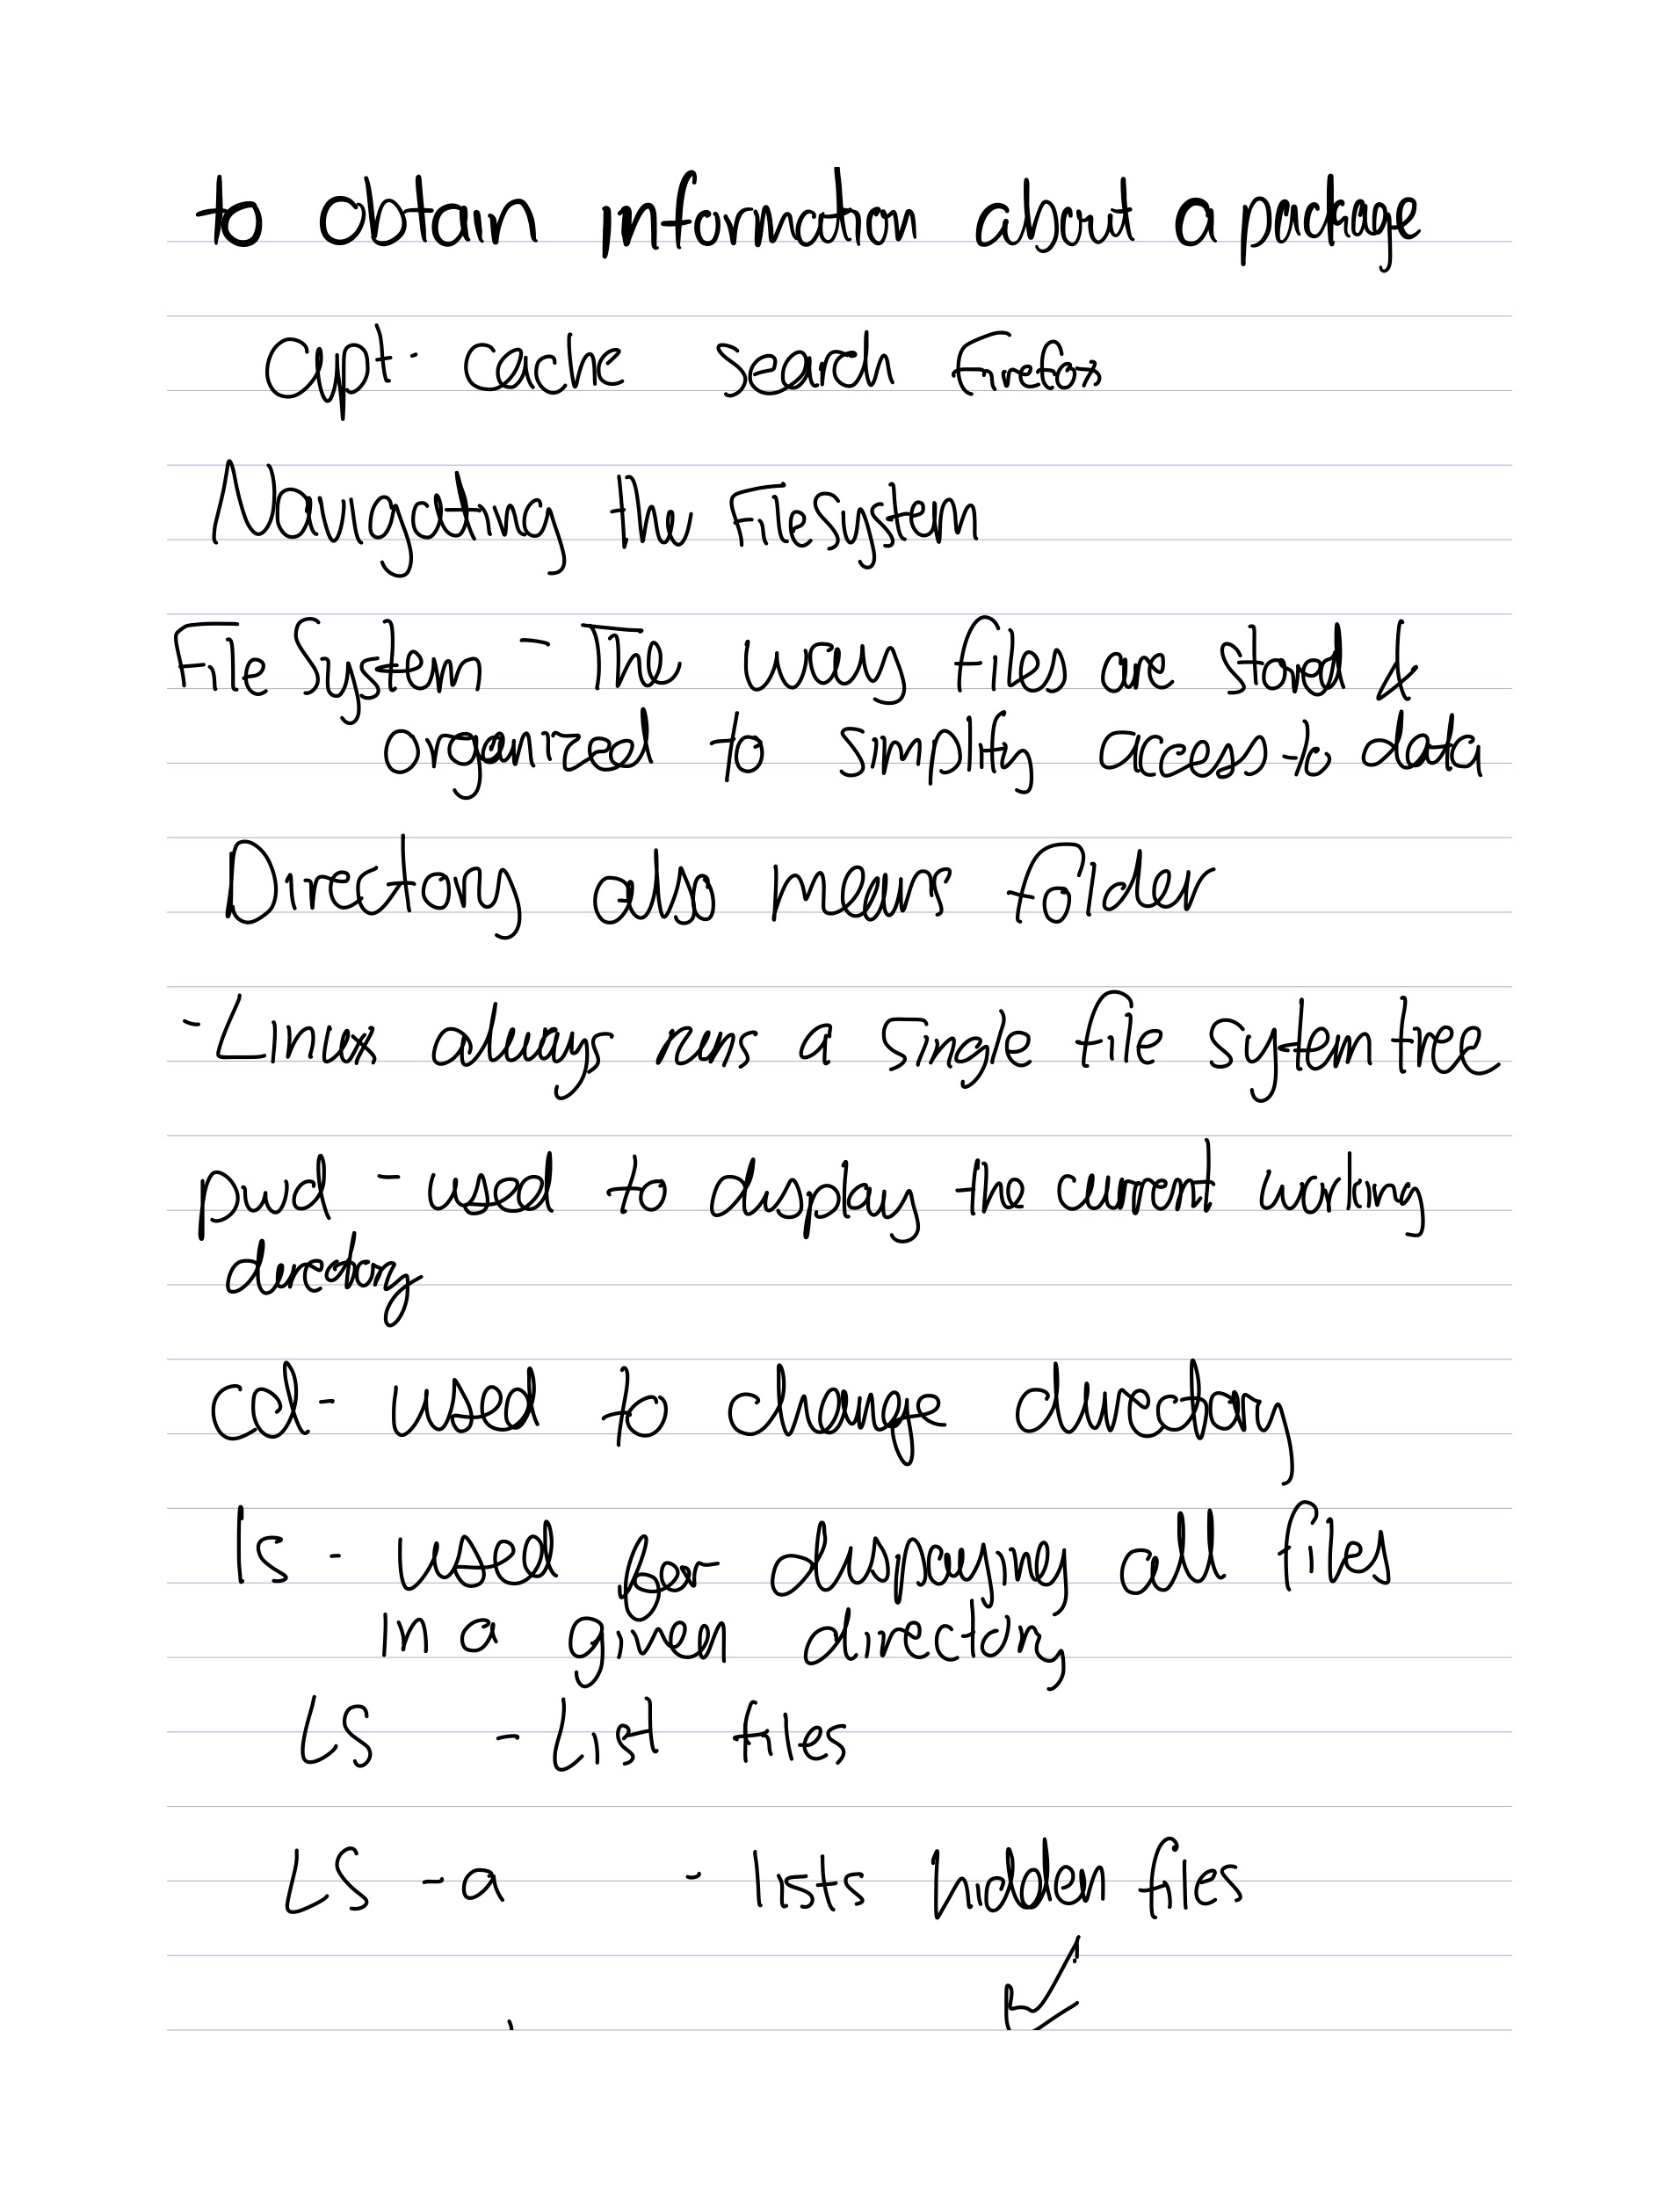 to obtain information about a package
apt-cache search Firefox
Navigating the Filesystem
File System - The way files are stored &
organized to simplify access to data
Directory also means folder
- Linux always has a single file system tree
pwd - used to display the current working
directory
cd - used to change directory
ls - used for displaying all files
in a given directory
LS - List files
LS -a - lists hidden files